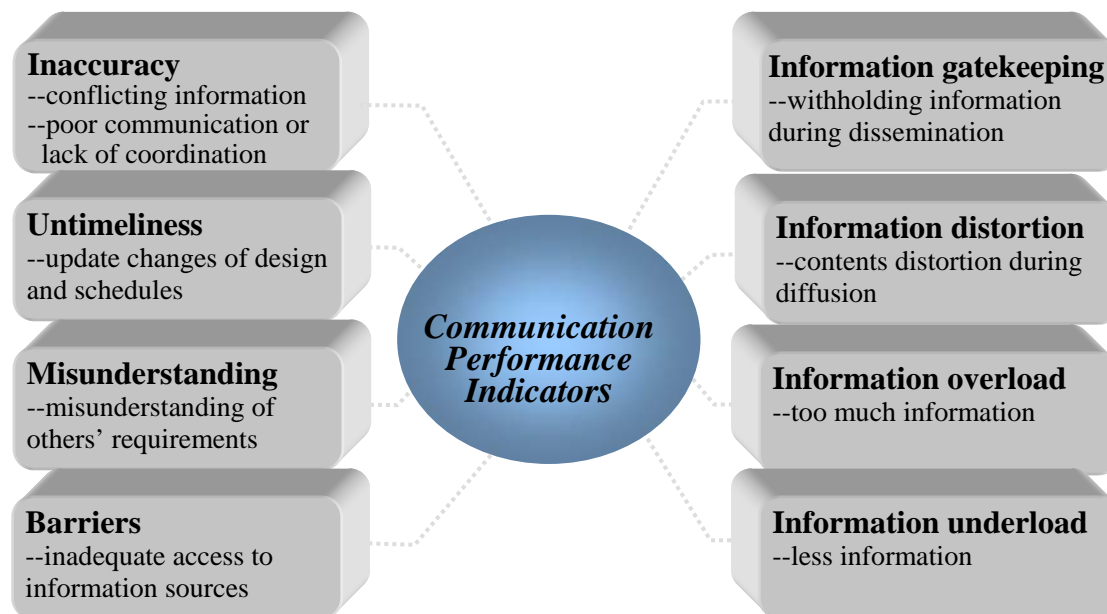 Inaccuracy
--conflicting information
--poor communication or
lack of coordination
Untimeliness
--update changes of design
and schedules
Misunderstanding
--misunderstanding of
others’ requirements
Barriers
--inadequate access to
information sources
Communication
Performance
Indicators
Information gatekeeping
--withholding information
during dissemination
Information distortion
--contents distortion during
diffusion
Information overload
--too much information
Information underload
--less information